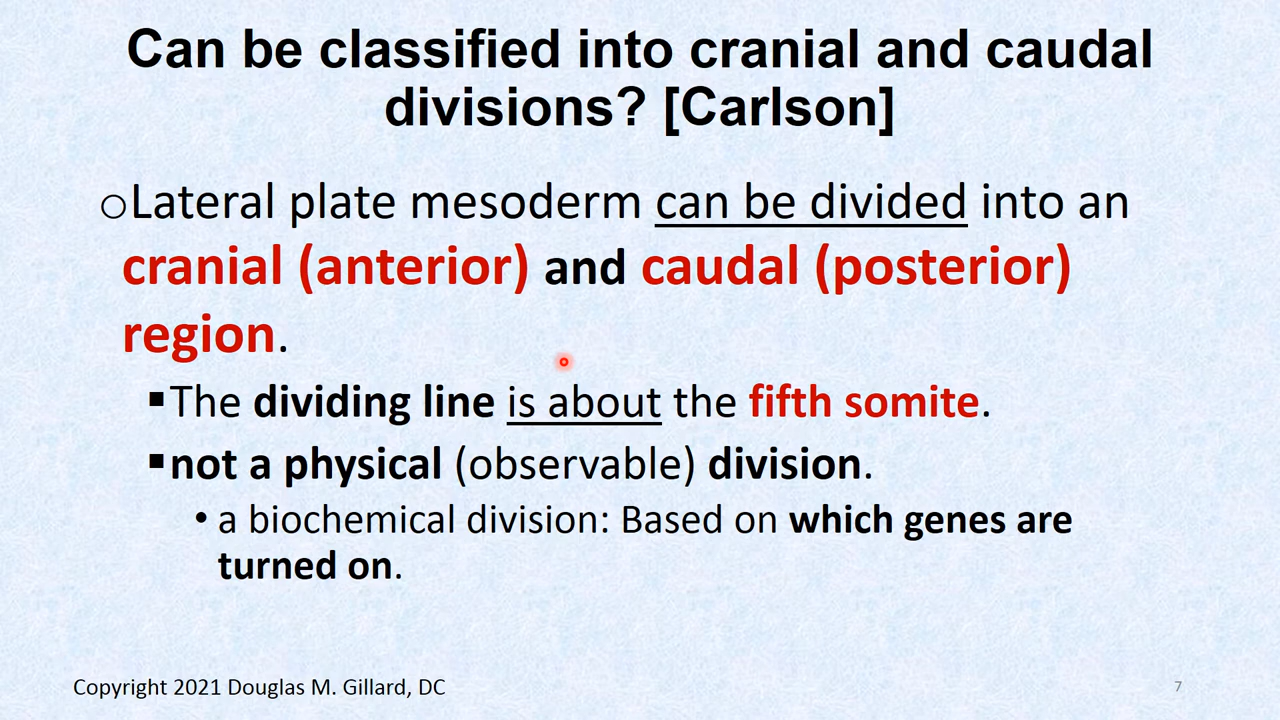 Can be classified into cranial and caudal
divisions? [Carlson]
oLateral plate mesoderm can be divided into an
cranial (anterior) and caudal (posterior)
region.
▪The dividing line is about the fifth somite.
▪not a physical (observable) division.
• a biochemical division: Based on which genes are
turned on.
Copyright 2021 Douglas M. Gillard, DC
7